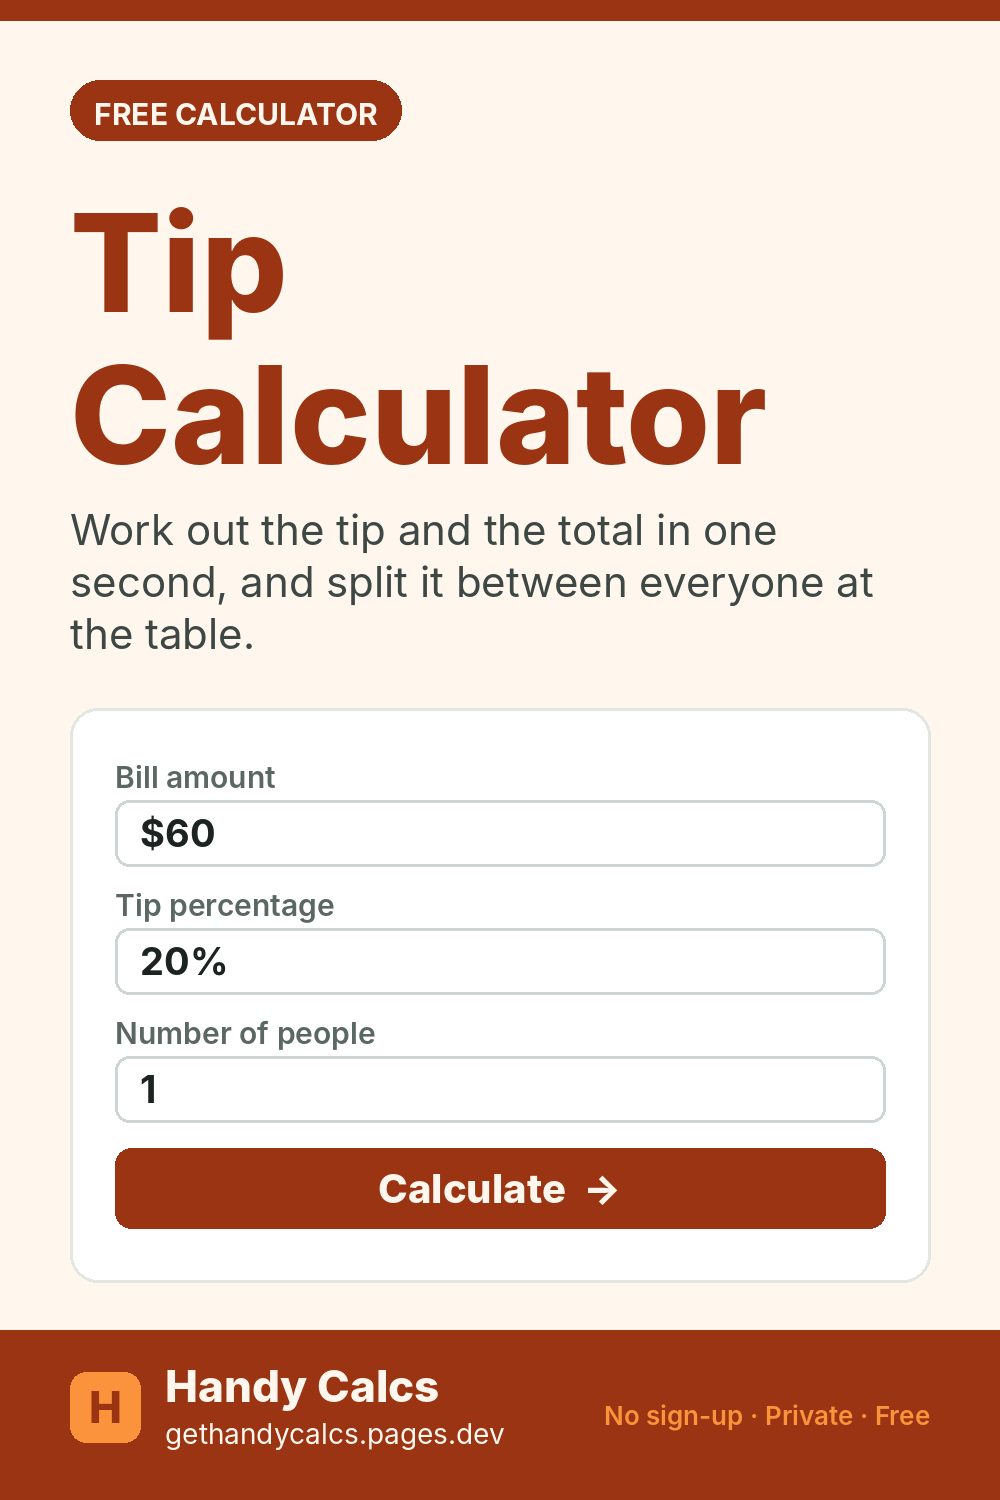 FREE CALCULATOR
Tip
Calculator
Work out the tip and the total in one
second, and split it between everyone at
the table.
Bill amount
$60
Tip percentage
20%
Number of people
1
Calculate →
H
Handy Calcs
gethandycalcs.pages.dev
No sign-up · Private · Free